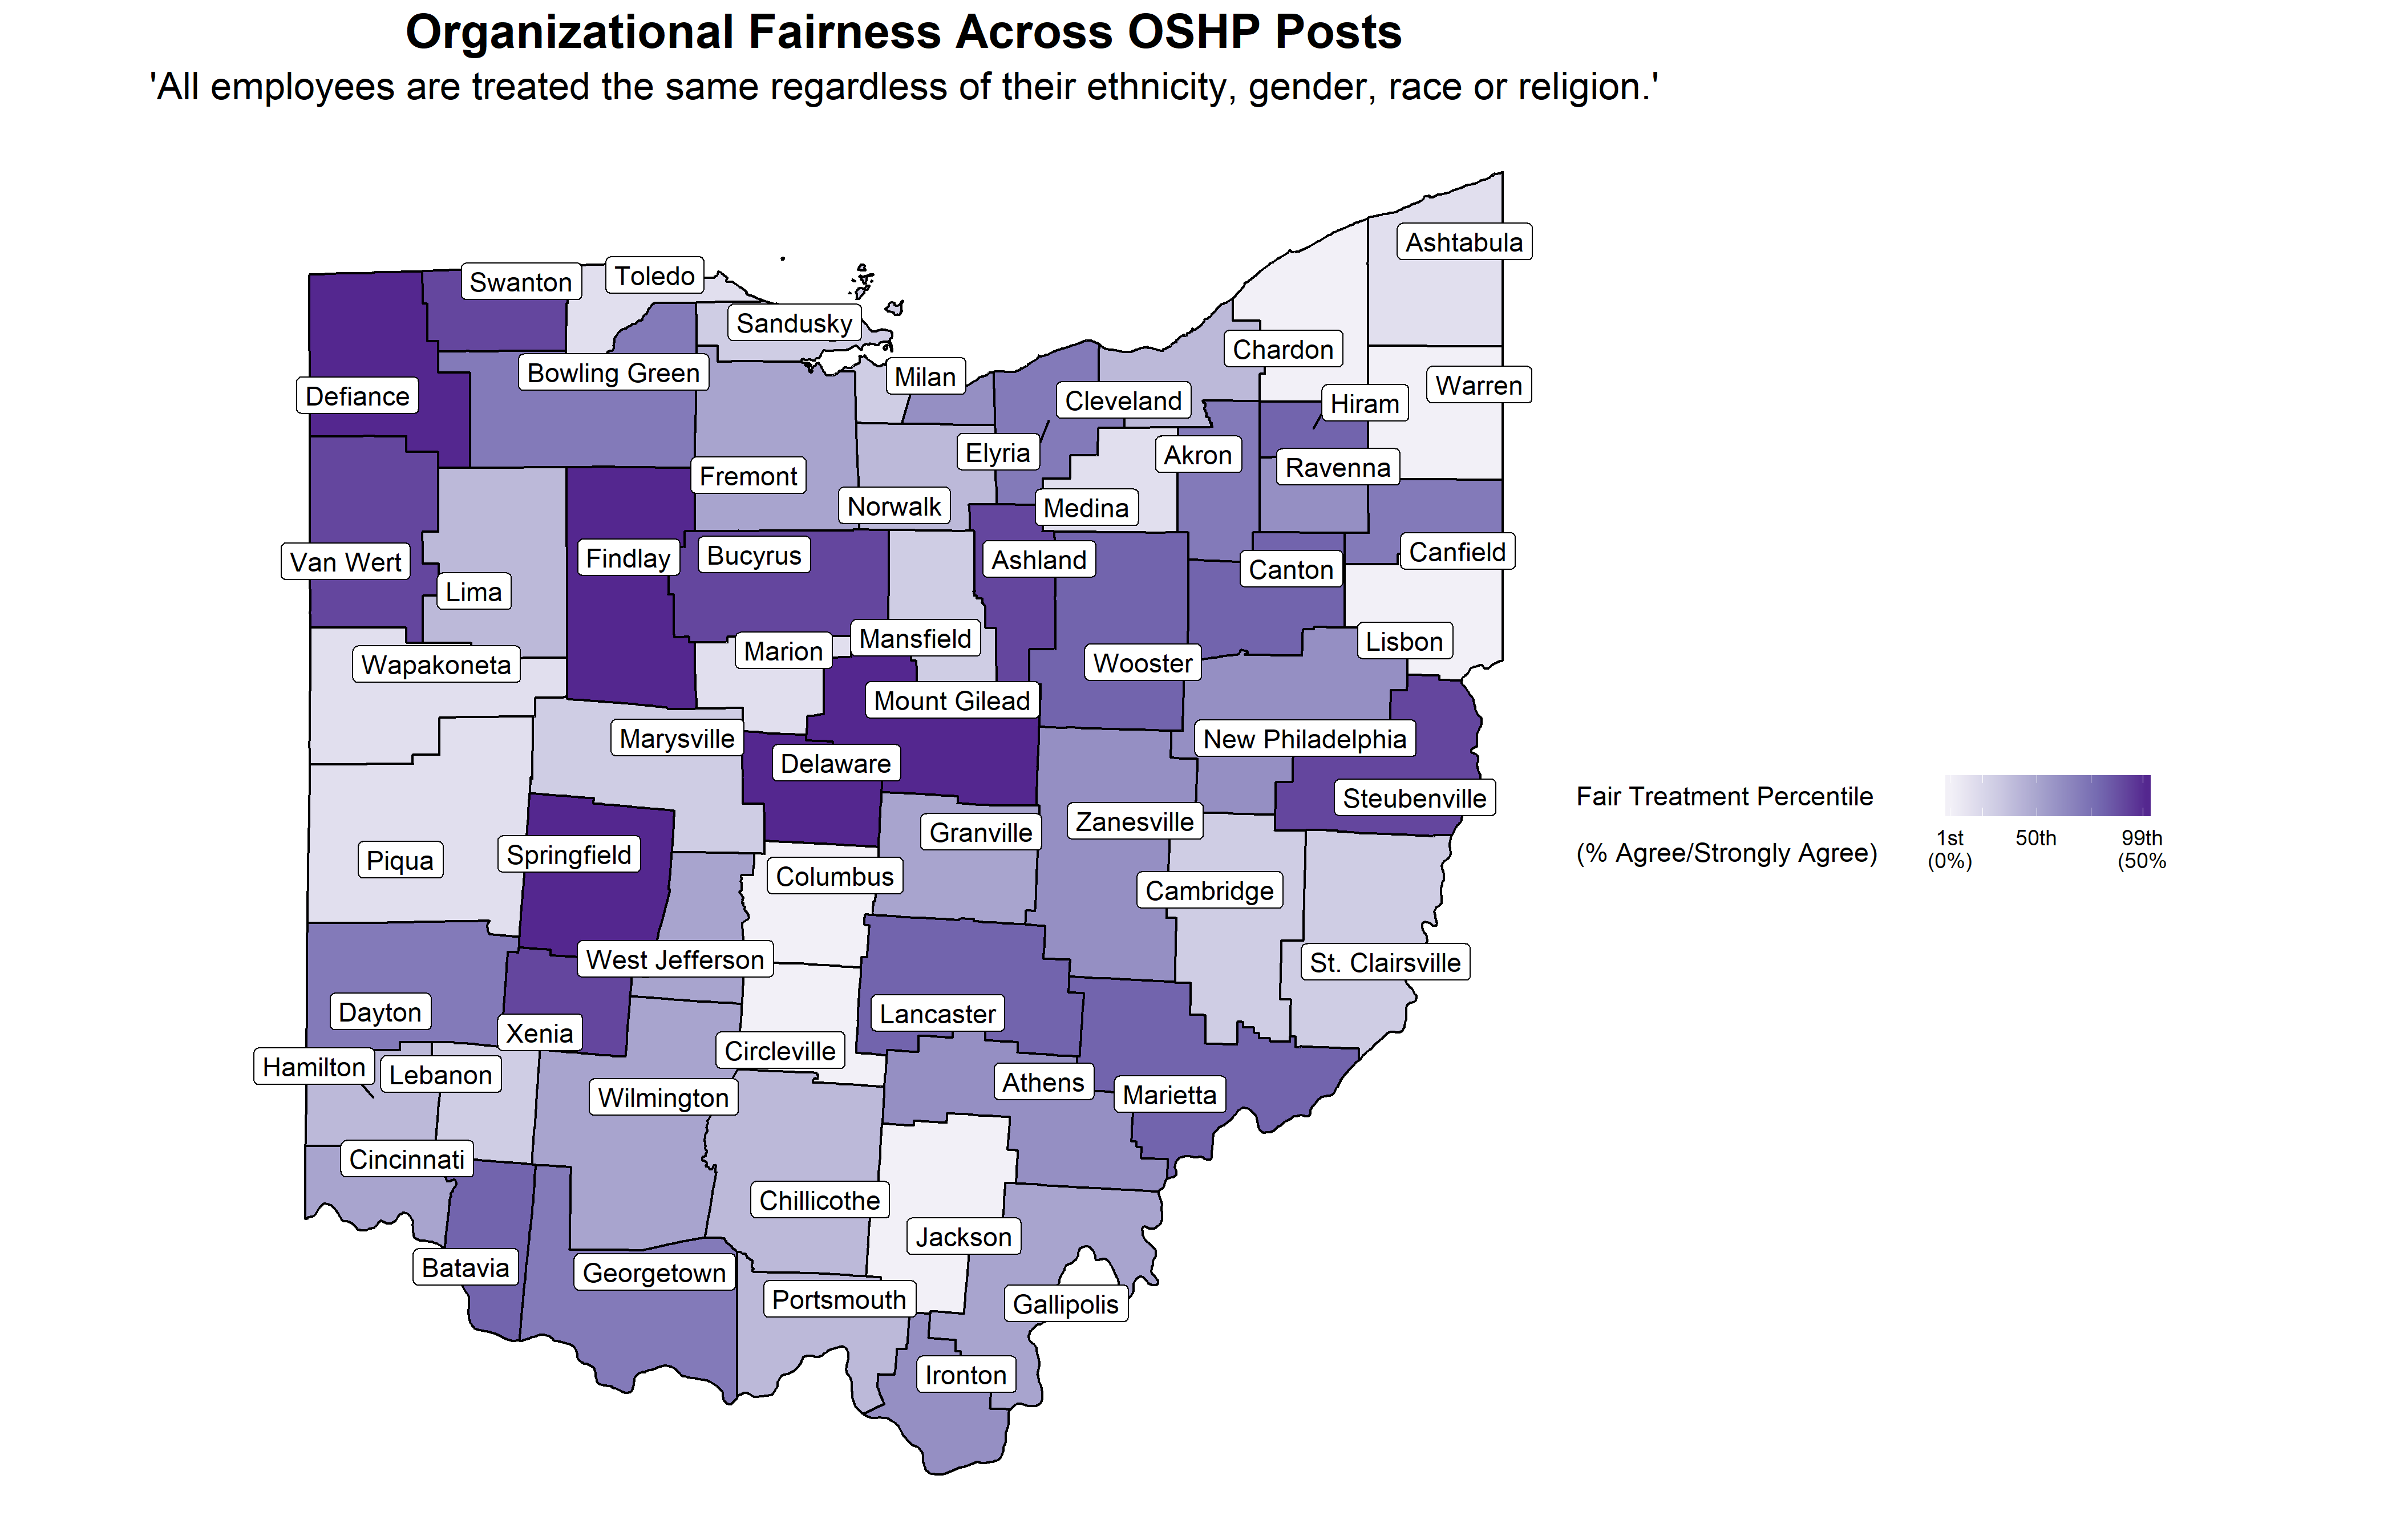 Organizational Fairness Across OSHP Posts
'All employees are treated the same regardless of their ethnicity, gender, race or religion.'
Ashtabula
Swanton
Toledo
Sandusky
Chardon
Bowling Green
Milan
Warren
Defiance
Cleveland
Hiram
Elyria
Akron
Ravenna
Fremont
Norwalk
Medina
Van Wert
Findlay
Bucyrus
Ashland
Canton
Canfield
Lima
Wapakoneta
Marion
Mansfield
Wooster
Lisbon
Mount Gilead
Marysville
Delaware
New Philadelphia
Steubenville
Piqua
Springfield
Granville
Zanesville
Columbus
Cambridge
West Jefferson
St. Clairsville
Dayton
Xenia
Lancaster
Hamilton
Lebanon
Circleville
Athens
Wilmington
Marietta
Cincinnati
Chillicothe
Jackson
Batavia
Georgetown
Portsmouth
Gallipolis
Ironton
Fair Treatment Percentile
(% Agree/Strongly Agree)
1st 50th 99th
(0%) (50%